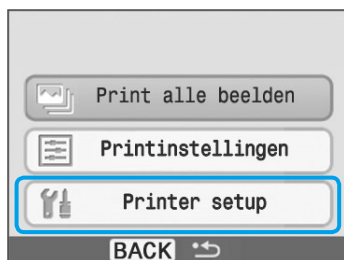 Print alle beelden
Printinstellingen
Printer setup
BACK